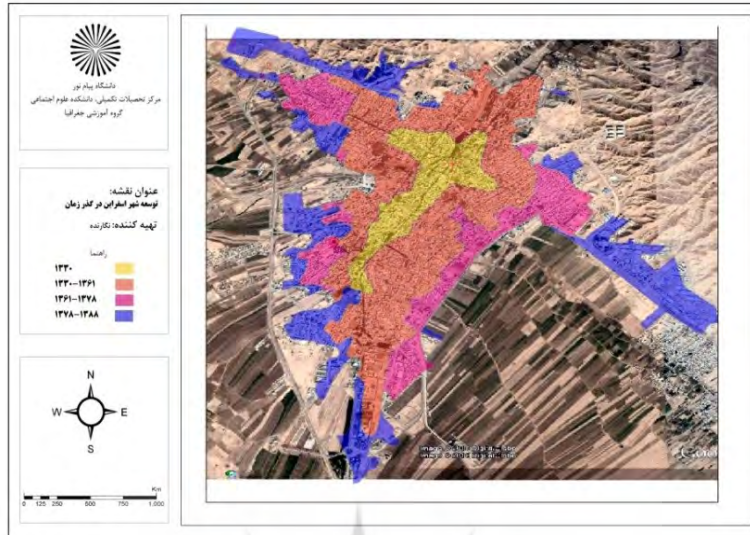 دانشگاه پیام نور
مرکز تحصیلات تکمیلی، دانشکده علوم اجتماعی
گروه آموزشی جغرافیا
عنوان نقشه:
توسعه شهر اسفراین در گذر زمان
تهیه کننده: نگارنده
راهنما
۱۳۳۰
۱۳۳۰-۱۳۶۱
۱۳۶۱-۱۳۷۸
۱۳۷۸-۱۳۸۸
N
W E
S
Km
0 125 250 500 750 1,000